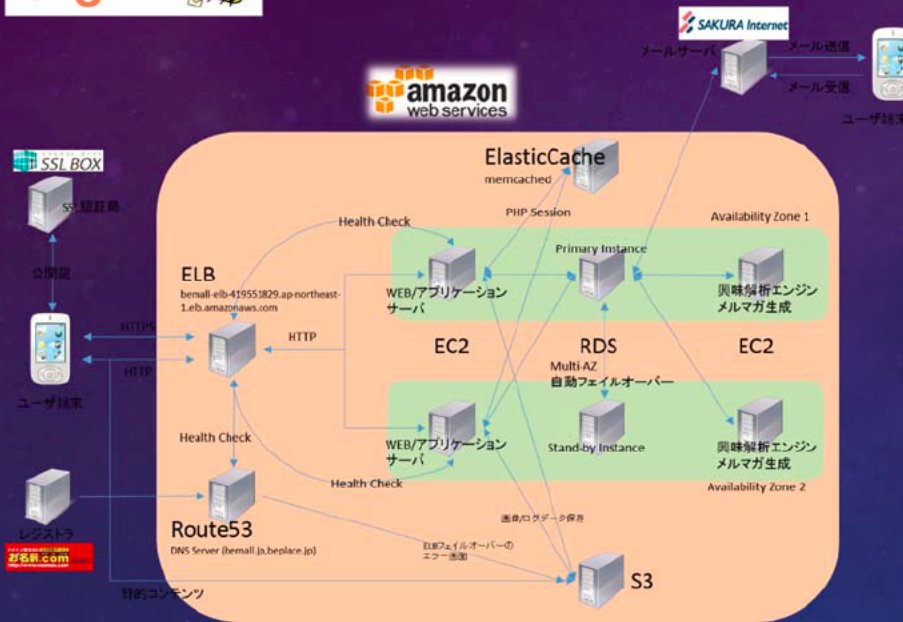 SAKURA Internet
メールサーバ
メール送信
メール受信
ユーザ端末
amazon
web services
SSL BOX
SSL認証局
公開鍵
HTTPS
HTTP
ユーザ端末
レジストラ
お名前.com
静的コンテンツ
ElasticCache
memcached
PHP Session
Health Check
Availability Zone 1
Primary Instance
ELB
bemall-elb-419551829.ap-northeast-
1.elb.amazonaws.com
WEB/アプリケーション
サーバ
興味解析エンジン
メルマガ生成
HTTP
EC2
RDS
EC2
Multi-AZ
自動フェイルオーバー
Health Check
WEB/アプリケーション
サーバ
Stand-by Instance
興味解析エンジン
メルマガ生成
Health Check
Availability Zone 2
Route53
DNS Server (bemall.jp,beplace.jp)
画像/ログデータ保存
ELBフェイルオーバーの
エラー画面
S3